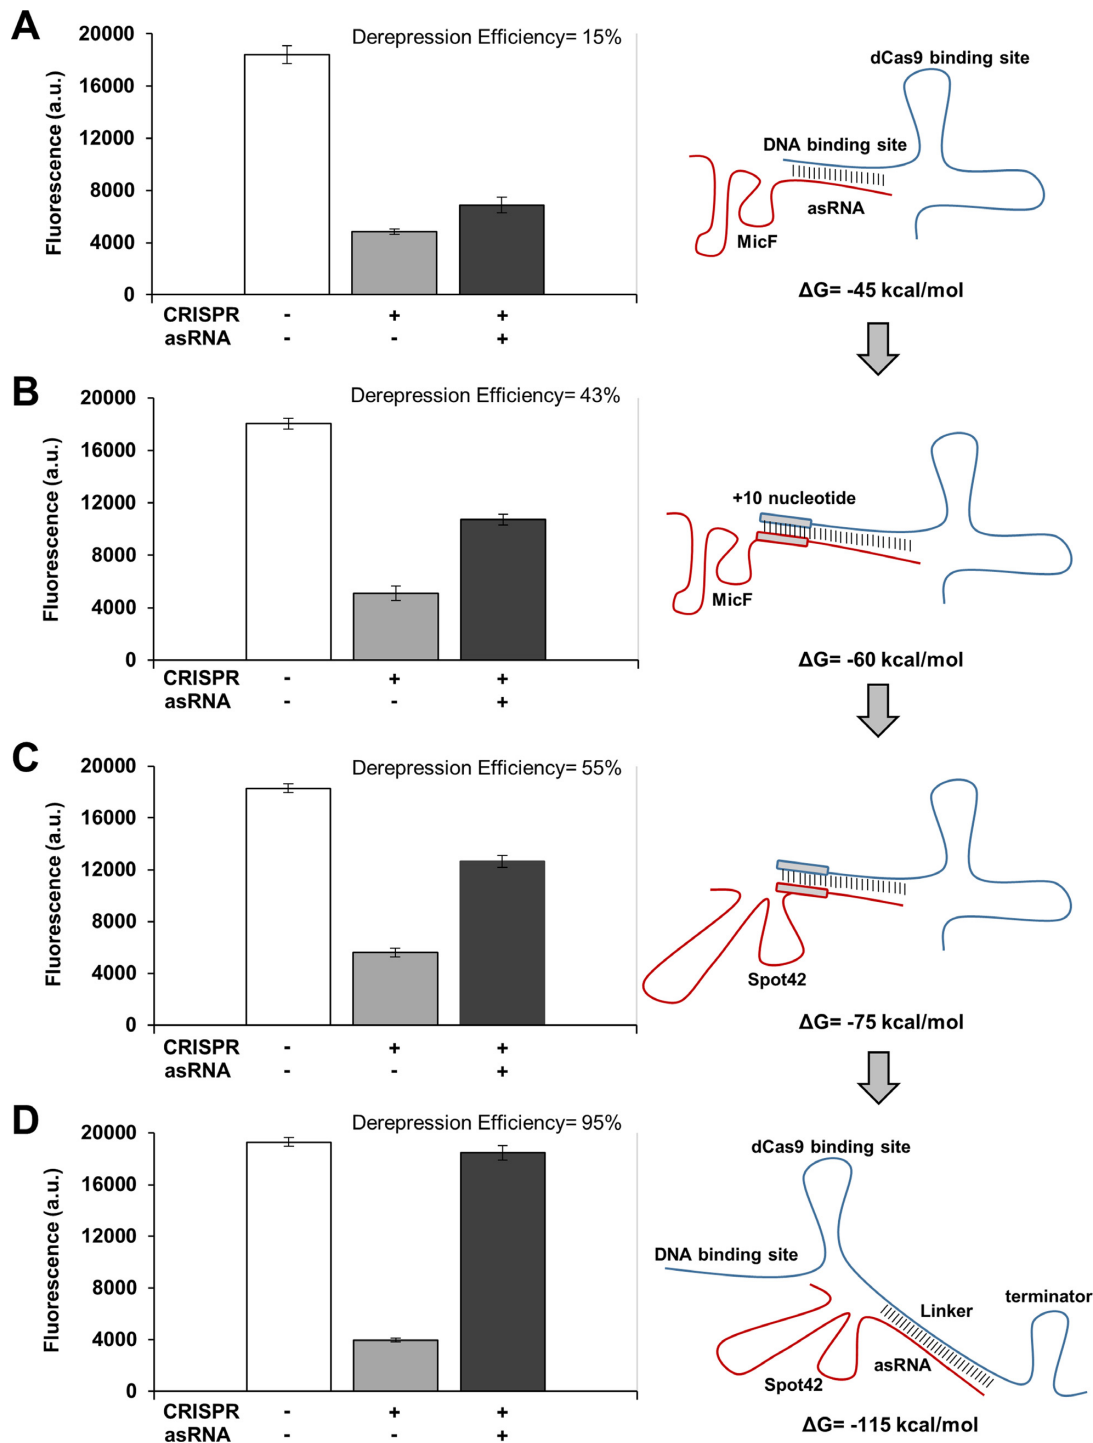 A
Derepression Efficiency= 15%
Fluorescence (a.u.)
20000
16000
12000
8000
4000
0
CRISPR - + +
asRNA - - +
dCas9 binding site
DNA binding site
asRNA
MicF
ΔG= -45 kcal/mol
B
Derepression Efficiency= 43%
Fluorescence (a.u.)
20000
16000
12000
8000
4000
0
CRISPR - + +
asRNA - - +
+10 nucleotide
MicF
ΔG= -60 kcal/mol
C
Derepression Efficiency= 55%
Fluorescence (a.u.)
20000
16000
12000
8000
4000
0
CRISPR - + +
asRNA - - +
Spot42
ΔG= -75 kcal/mol
D
Derepression Efficiency= 95%
Fluorescence (a.u.)
20000
16000
12000
8000
4000
0
CRISPR - + +
asRNA - - +
dCas9 binding site
DNA binding site
terminator
Linker
asRNA
Spot42
ΔG= -115 kcal/mol